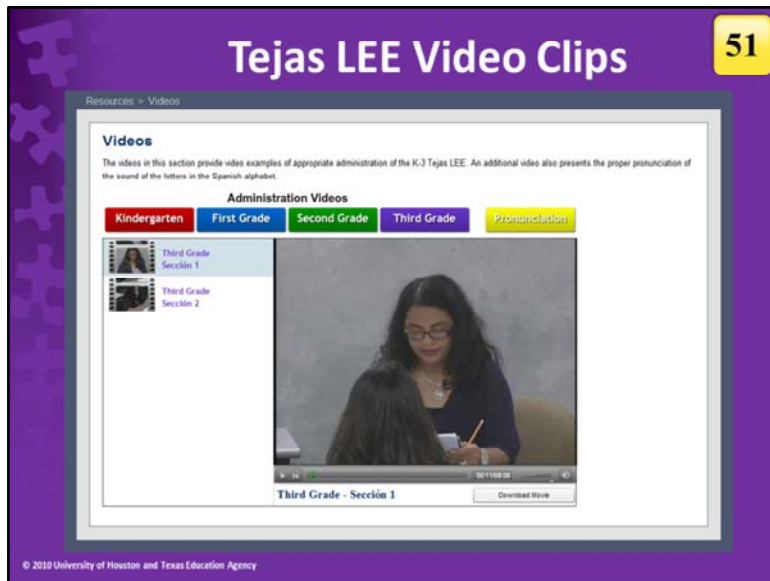 Tejas LEE Video Clips
51
Resources > Videos
Videos
The videos in this section provide video examples of appropriate administration of the K-3 Tejas LEE. An additional video also presents the proper pronunciation of
the sound of the letters in the Spanish alphabet.
Administration Videos
Kindergarten First Grade Second Grade Third Grade Pronunciation
Third Grade
Sección 1
Third Grade
Sección 2
Third Grade - Sección 1
Download Movie
© 2010 University of Houston and Texas Education Agency